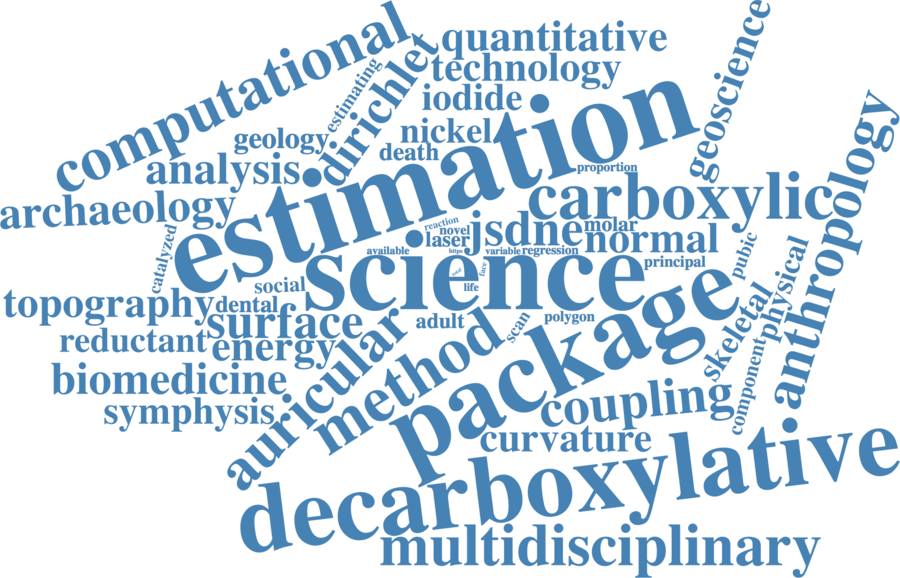 computational
dirichlet
quantitative
technology
estimating
iodide
geology
nickel
death
geoscience
analysis
estimation
proportion
archaeology
carboxylic
anthropology
catalyzed
reaction
novel
jsdne
molar
laser
normal
available
https
variable
regression
science
principal
pubic
physical
total
face
life
social
topography
dental
surface
adult
scan
polygon
package
skeletal
component
reductant
energy
auricular
method
biomedicine
coupling
symphysis
curvature
decarboxylative
multidisciplinary